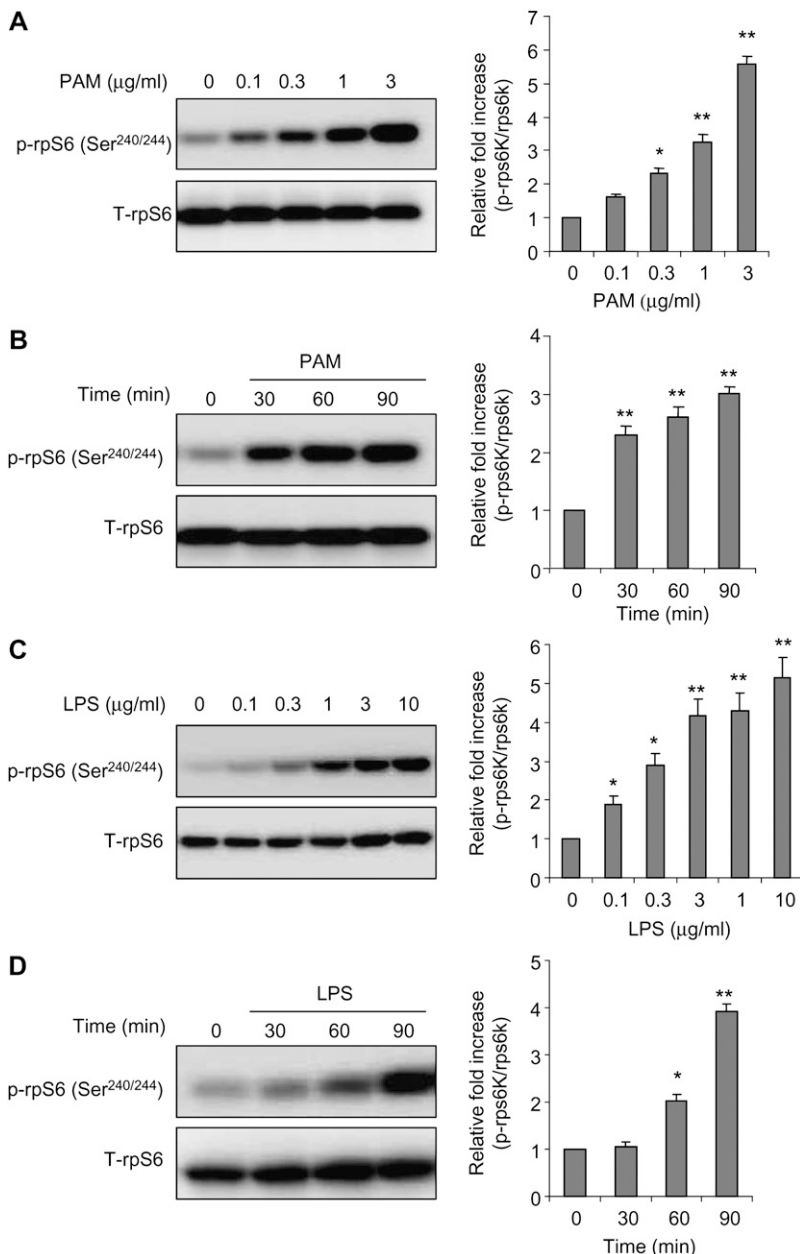 A
PAM (μg/ml) 0 0.1 0.3 1 3
p-rpS6 (Ser240/244)
T-rpS6
Relative fold increase
(p-rps6K/rps6k)
7
6
5
4
3
2
1
0
*
**
**
0 0.1 0.3 1 3
PAM (μg/ml)
B
PAM
Time (min) 0 30 60 90
p-rpS6 (Ser240/244)
T-rpS6
Relative fold increase
(p-rps6K/rps6k)
4
3
2
1
0
**
**
**
0 30 60 90
Time (min)
C
LPS (μg/ml) 0 0.1 0.3 1 3 10
p-rpS6 (Ser240/244)
T-rpS6
Relative fold increase
(p-rps6K/rps6k)
6
5
4
3
2
1
0
*
*
**
**
**
0 0.1 0.3 3 1 10
LPS (μg/ml)
D
LPS
Time (min) 0 30 60 90
p-rpS6 (Ser240/244)
T-rpS6
Relative fold increase
(p-rps6K/rps6k)
5
4
3
2
1
0
*
**
0 30 60 90
Time (min)